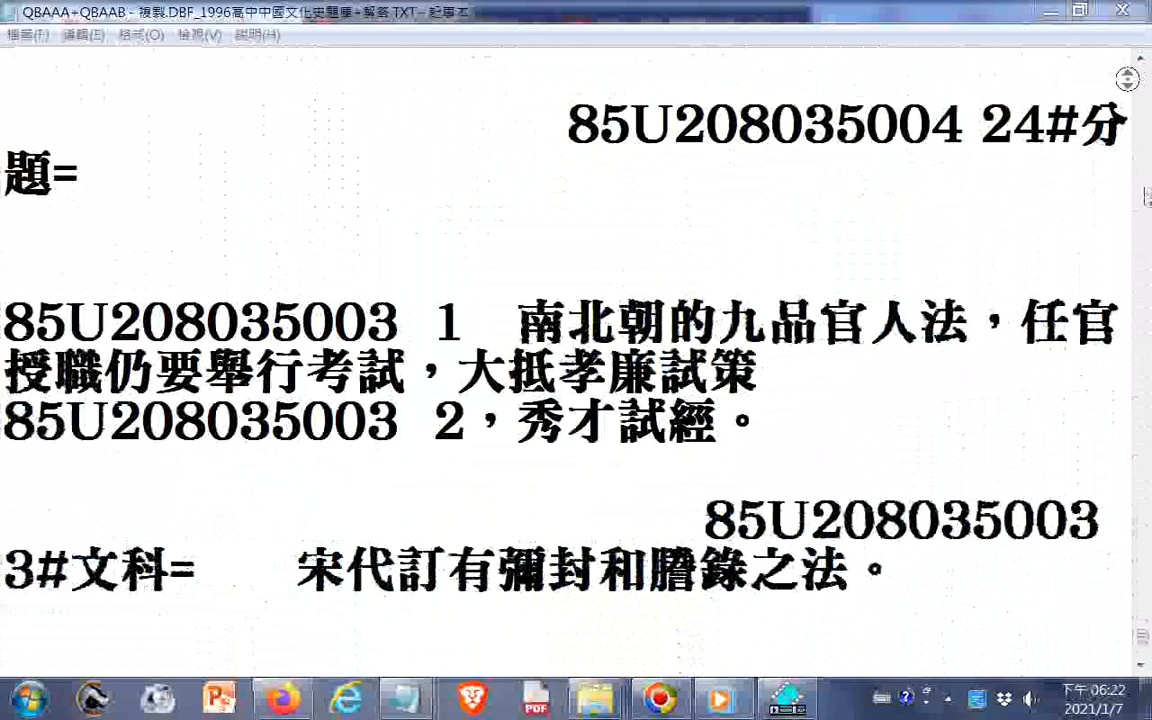 QBAAA+QBAAB - 複製.DBF_1996高中中國文化史題庫+解答.TXT - 記事本
檔案(F) 編輯(E) 格式(O) 檢視(V) 說明(H)
85U208035004 24#分
題=
85U208035003 1 南北朝的九品官人法，任官
授職仍要舉行考試，大抵孝廉試策
85U208035003 2，秀才試經。
85U208035003
3#文科= 宋代訂有彌封和謄錄之法。
PDF
下午 06:22
2021/1/7